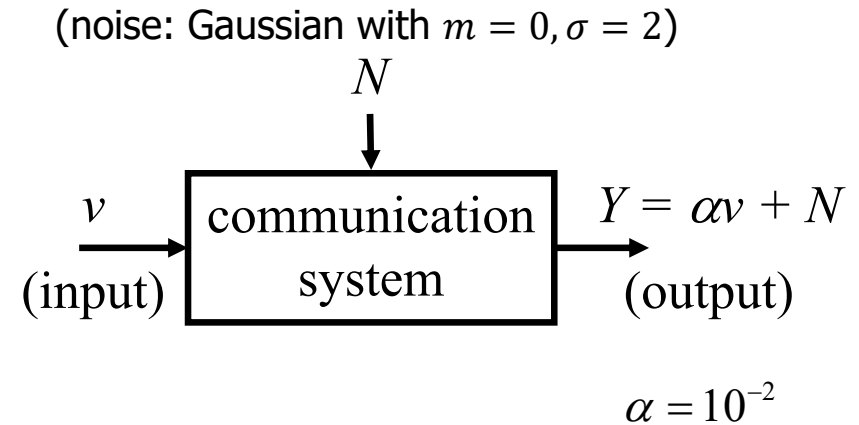 (noise: Gaussian with 𝑚 = 0, 𝜎 = 2)
N
v
communication
system
Y = αv + N
(input)
(output)
α = 10⁻²